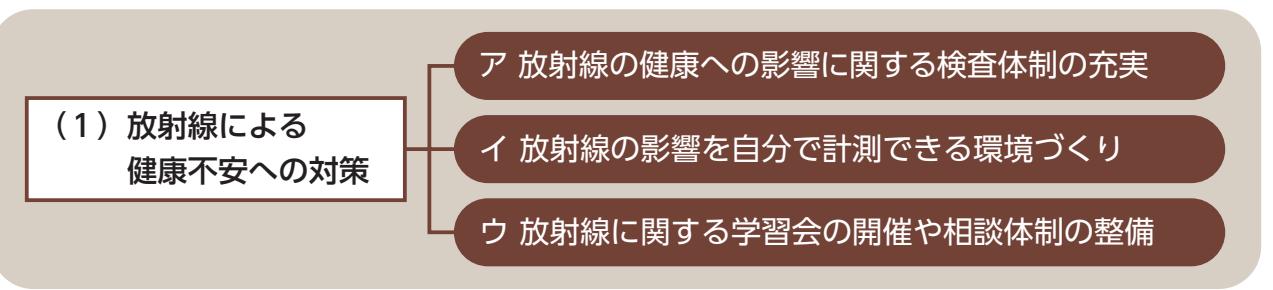 （１）放射線による
健康不安への対策
ア 放射線の健康への影響に関する検査体制の充実
イ 放射線の影響を自分で計測できる環境づくり
ウ 放射線に関する学習会の開催や相談体制の整備